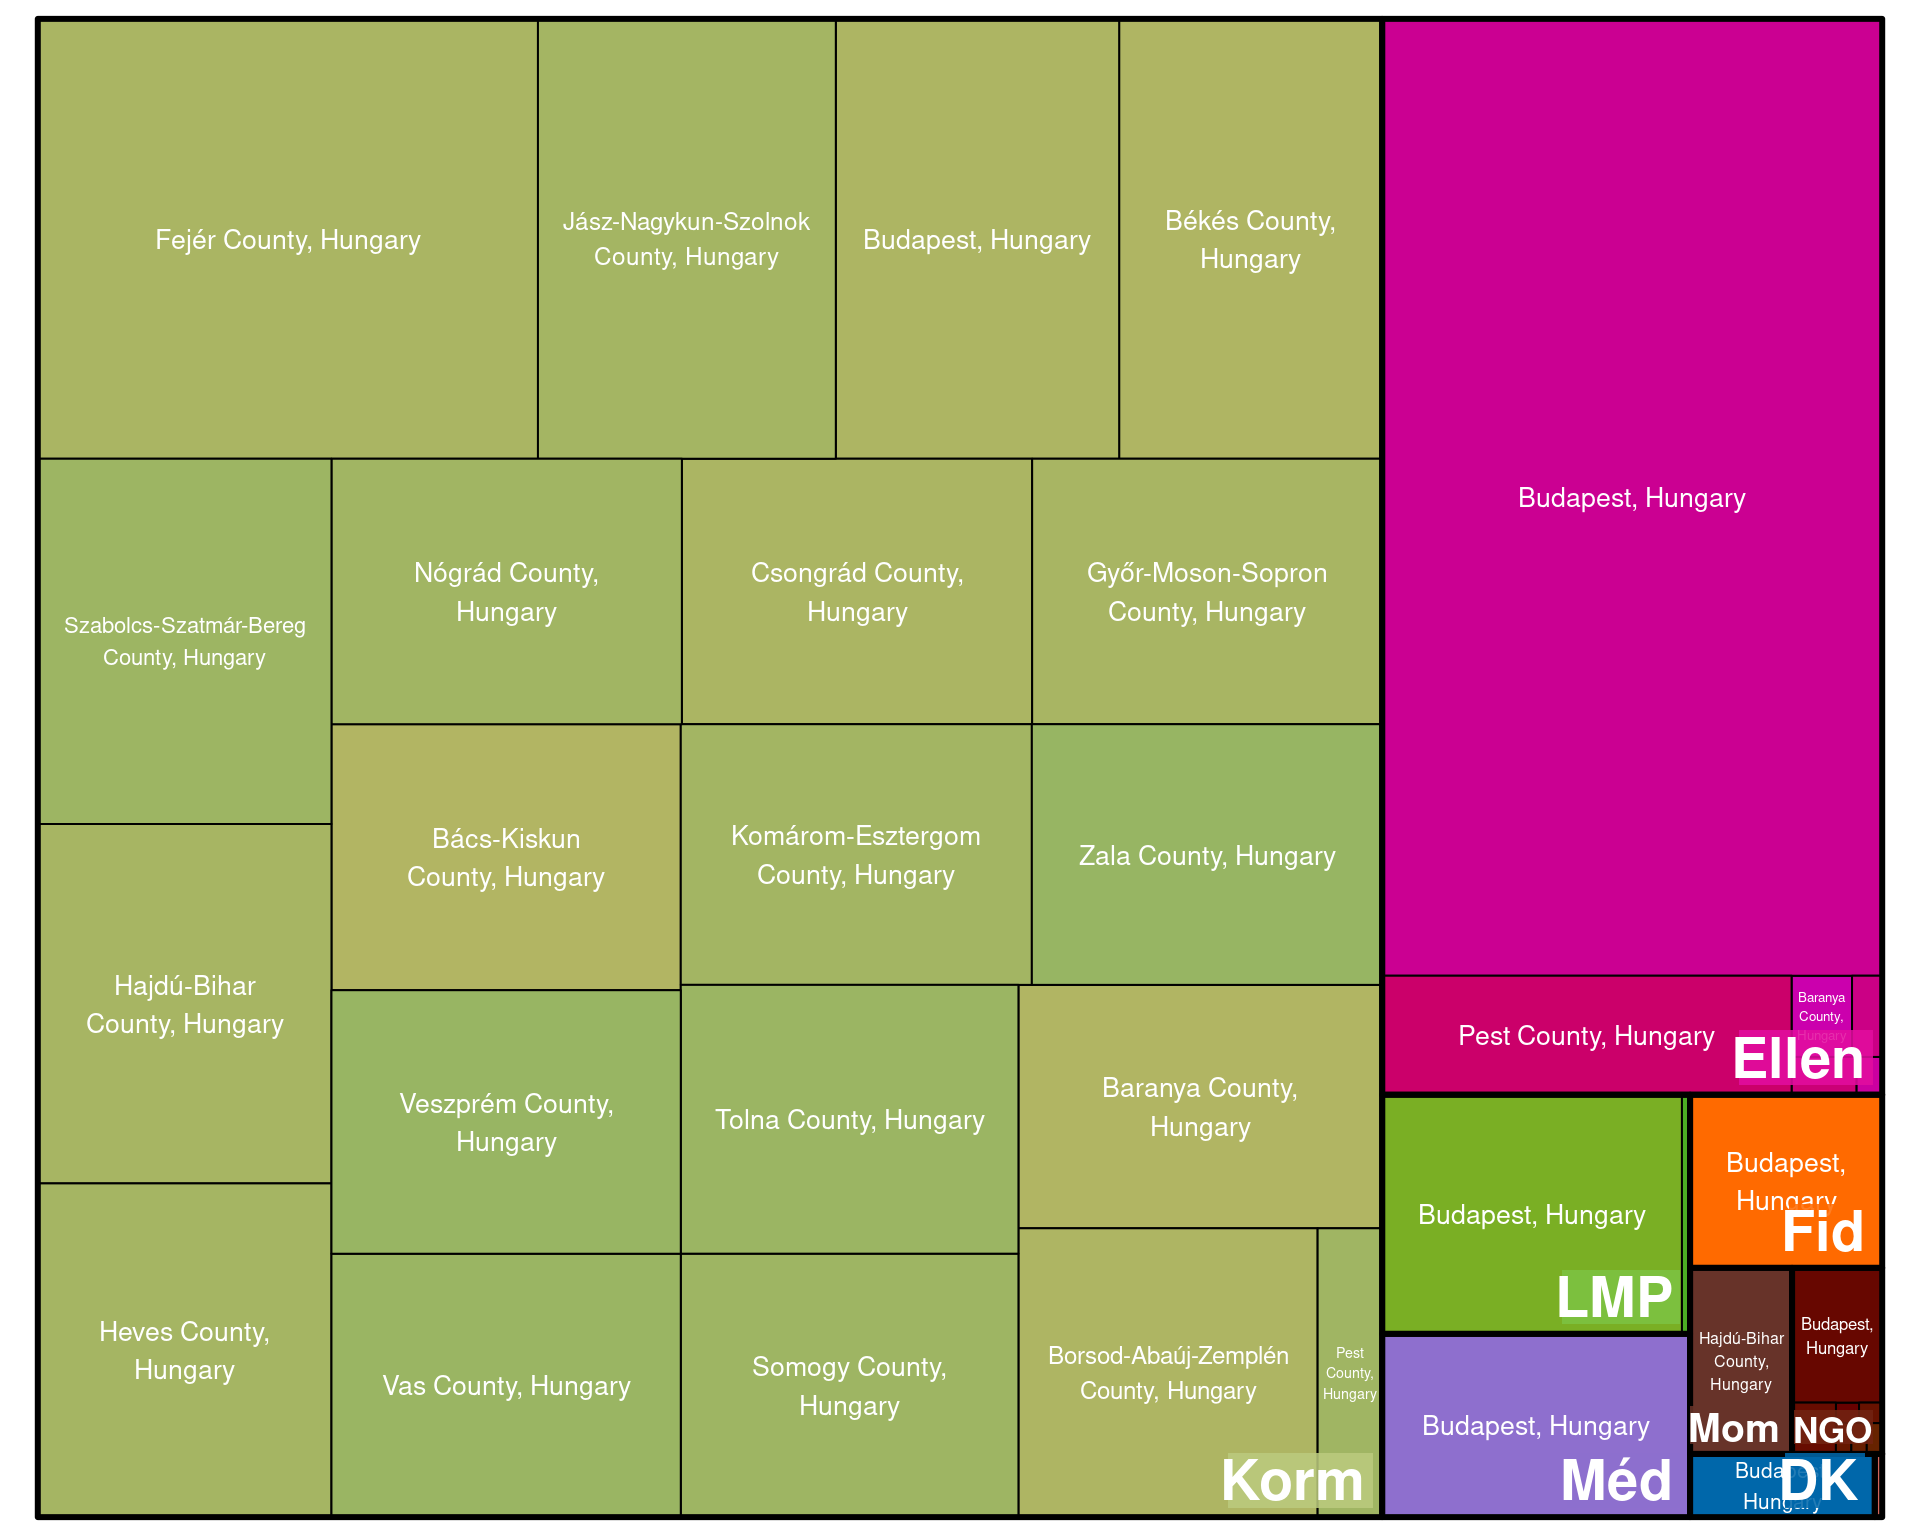 Fejér County, Hungary
Jász-Nagykun-Szolnok
County, Hungary
Budapest, Hungary
Békés County,
Hungary
Szabolcs-Szatmár-Bereg
County, Hungary
Nógrád County,
Hungary
Csongrád County,
Hungary
Győr-Moson-Sopron
County, Hungary
Hajdú-Bihar
County, Hungary
Bács-Kiskun
County, Hungary
Komárom-Esztergom
County, Hungary
Zala County, Hungary
Heves County,
Hungary
Veszprém County,
Hungary
Tolna County, Hungary
Baranya County,
Hungary
Vas County, Hungary
Somogy County,
Hungary
Borsod-Abaúj-Zemplén
County, Hungary
Pest
County,
Hungary
Korm
Budapest, Hungary
Pest County, Hungary
Baranya
County,
Hungary
Ellen
Budapest, Hungary
LMP
Budapest,
Hungary
Fid
Budapest, Hungary
Méd
Hajdú-Bihar
County,
Hungary
Mom
Budapest,
Hungary
NGO
Budapest,
Hungary
DK